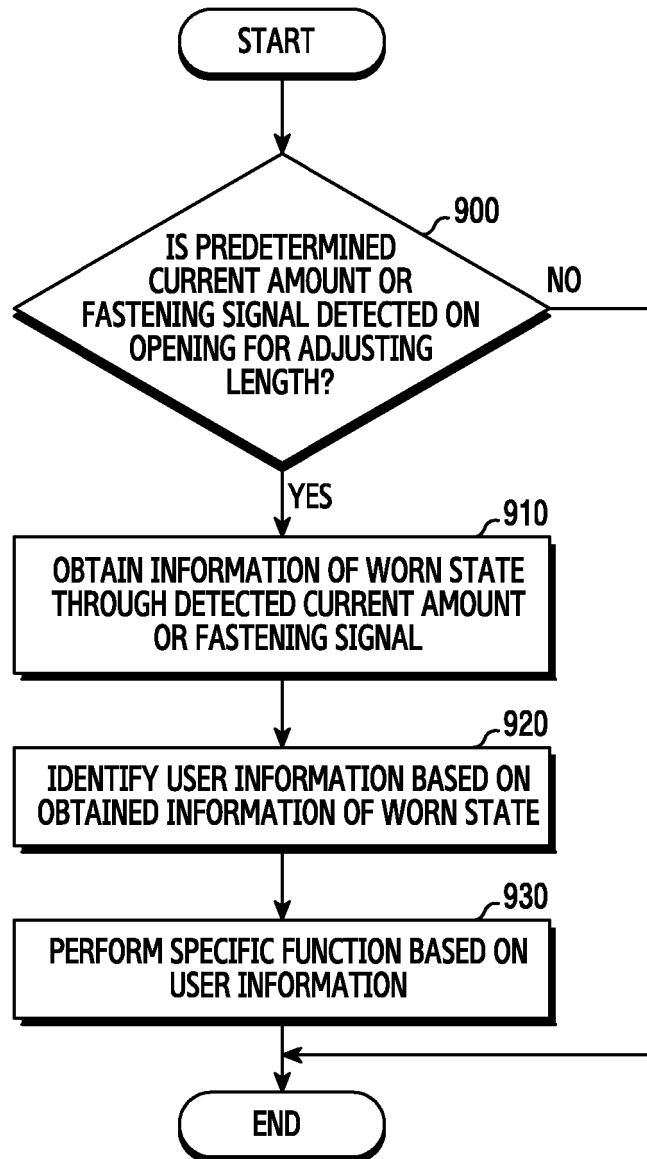 START
900
IS PREDETERMINED
CURRENT AMOUNT OR
FASTENING SIGNAL DETECTED ON
OPENING FOR ADJUSTING
LENGTH?
NO
YES
910
OBTAIN INFORMATION OF WORN STATE
THROUGH DETECTED CURRENT AMOUNT
OR FASTENING SIGNAL
920
IDENTIFY USER INFORMATION BASED ON
OBTAINED INFORMATION OF WORN STATE
930
PERFORM SPECIFIC FUNCTION BASED ON
USER INFORMATION
END